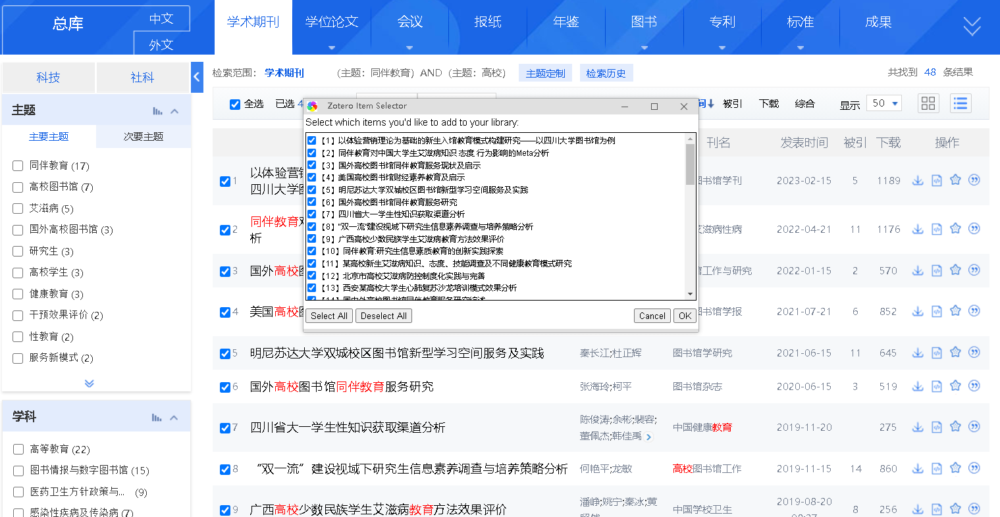 总库
中文
外文
学术期刊
学位论文
会议
报纸
年鉴
图书
专利
标准
成果
科技
社科
检索范围：
学术期刊
（主题：同伴教育）AND（主题：高校）
主题定制
检索历史
共找到 48 条结果
主题
主要主题
次要主题
同伴教育 (17)
高校图书馆 (7)
艾滋病 (5)
国外高校图书馆 (3)
研究生 (3)
高校学生 (3)
健康教育 (3)
干预效果评价 (2)
性教育 (2)
服务新模式 (2)
学科
高等教育 (22)
图书情报与数字图书馆 (15)
医药卫生方针政策与... (9)
感染性疾病及传染病 (7)
全选
已选
被引
下载
综合
显示
50
Zotero Item Selector
Select which items you'd like to add to your library:
【1】以体验营销理论为基础的新生入馆教育模式构建研究——以四川大学图书馆为例
【2】同伴教育对中国大学生艾滋病知识 态度 行为影响的Meta分析
【3】国外高校图书馆同伴教育服务现状及启示
【4】美国高校图书馆财经素养教育及启示
【5】明尼苏达大学双城校区图书馆新型学习空间服务及实践
【6】国外高校图书馆同伴教育服务研究
【7】四川省大一学生性知识获取渠道分析
【8】"双一流"建设视域下研究生信息素养调查与培养策略分析
【9】广西高校少数民族学生艾滋病教育方法效果评价
【10】同伴教育:研究生信息素质教育的创新实践探索
【11】某高校新生艾滋病知识、态度、技能调查及不同健康教育模式研究
【12】北京市高校艾滋病防控制度化实践与完善
【13】西安某高校大学生心肺复苏沙龙培训模式效果分析
Select All
Deselect All
Cancel
OK
刊名
发表时间
被引
下载
操作
1
以体验营
四川大学
图书馆学刊
2023-02-15
5
1189
2
同伴教育
析
艾滋病性病
2022-04-21
11
1176
3
国外高校
工作与研究
2022-01-15
2
570
4
美国高校
图书馆学报
2021-07-21
6
852
5
明尼苏达大学双城校区图书馆新型学习空间服务及实践
秦长江;杜正辉
图书馆学研究
2021-06-15
11
645
6
国外高校图书馆同伴教育服务研究
张海玲;柯平
图书馆杂志
2020-06-15
3
519
7
四川省大一学生性知识获取渠道分析
陈俊涛;余彬;裴容;
董佩杰;韩佳禹
中国健康教育
2019-11-20
275
8
“双一流”建设视域下研究生信息素养调查与培养策略分析
何艳平;龙敏
高校图书馆工作
2019-11-15
14
860
9
广西高校少数民族学生艾滋病教育方法效果评价
潘峥;姚宁;秦冰;黄
中国学校卫生
2019-08-20
8
256